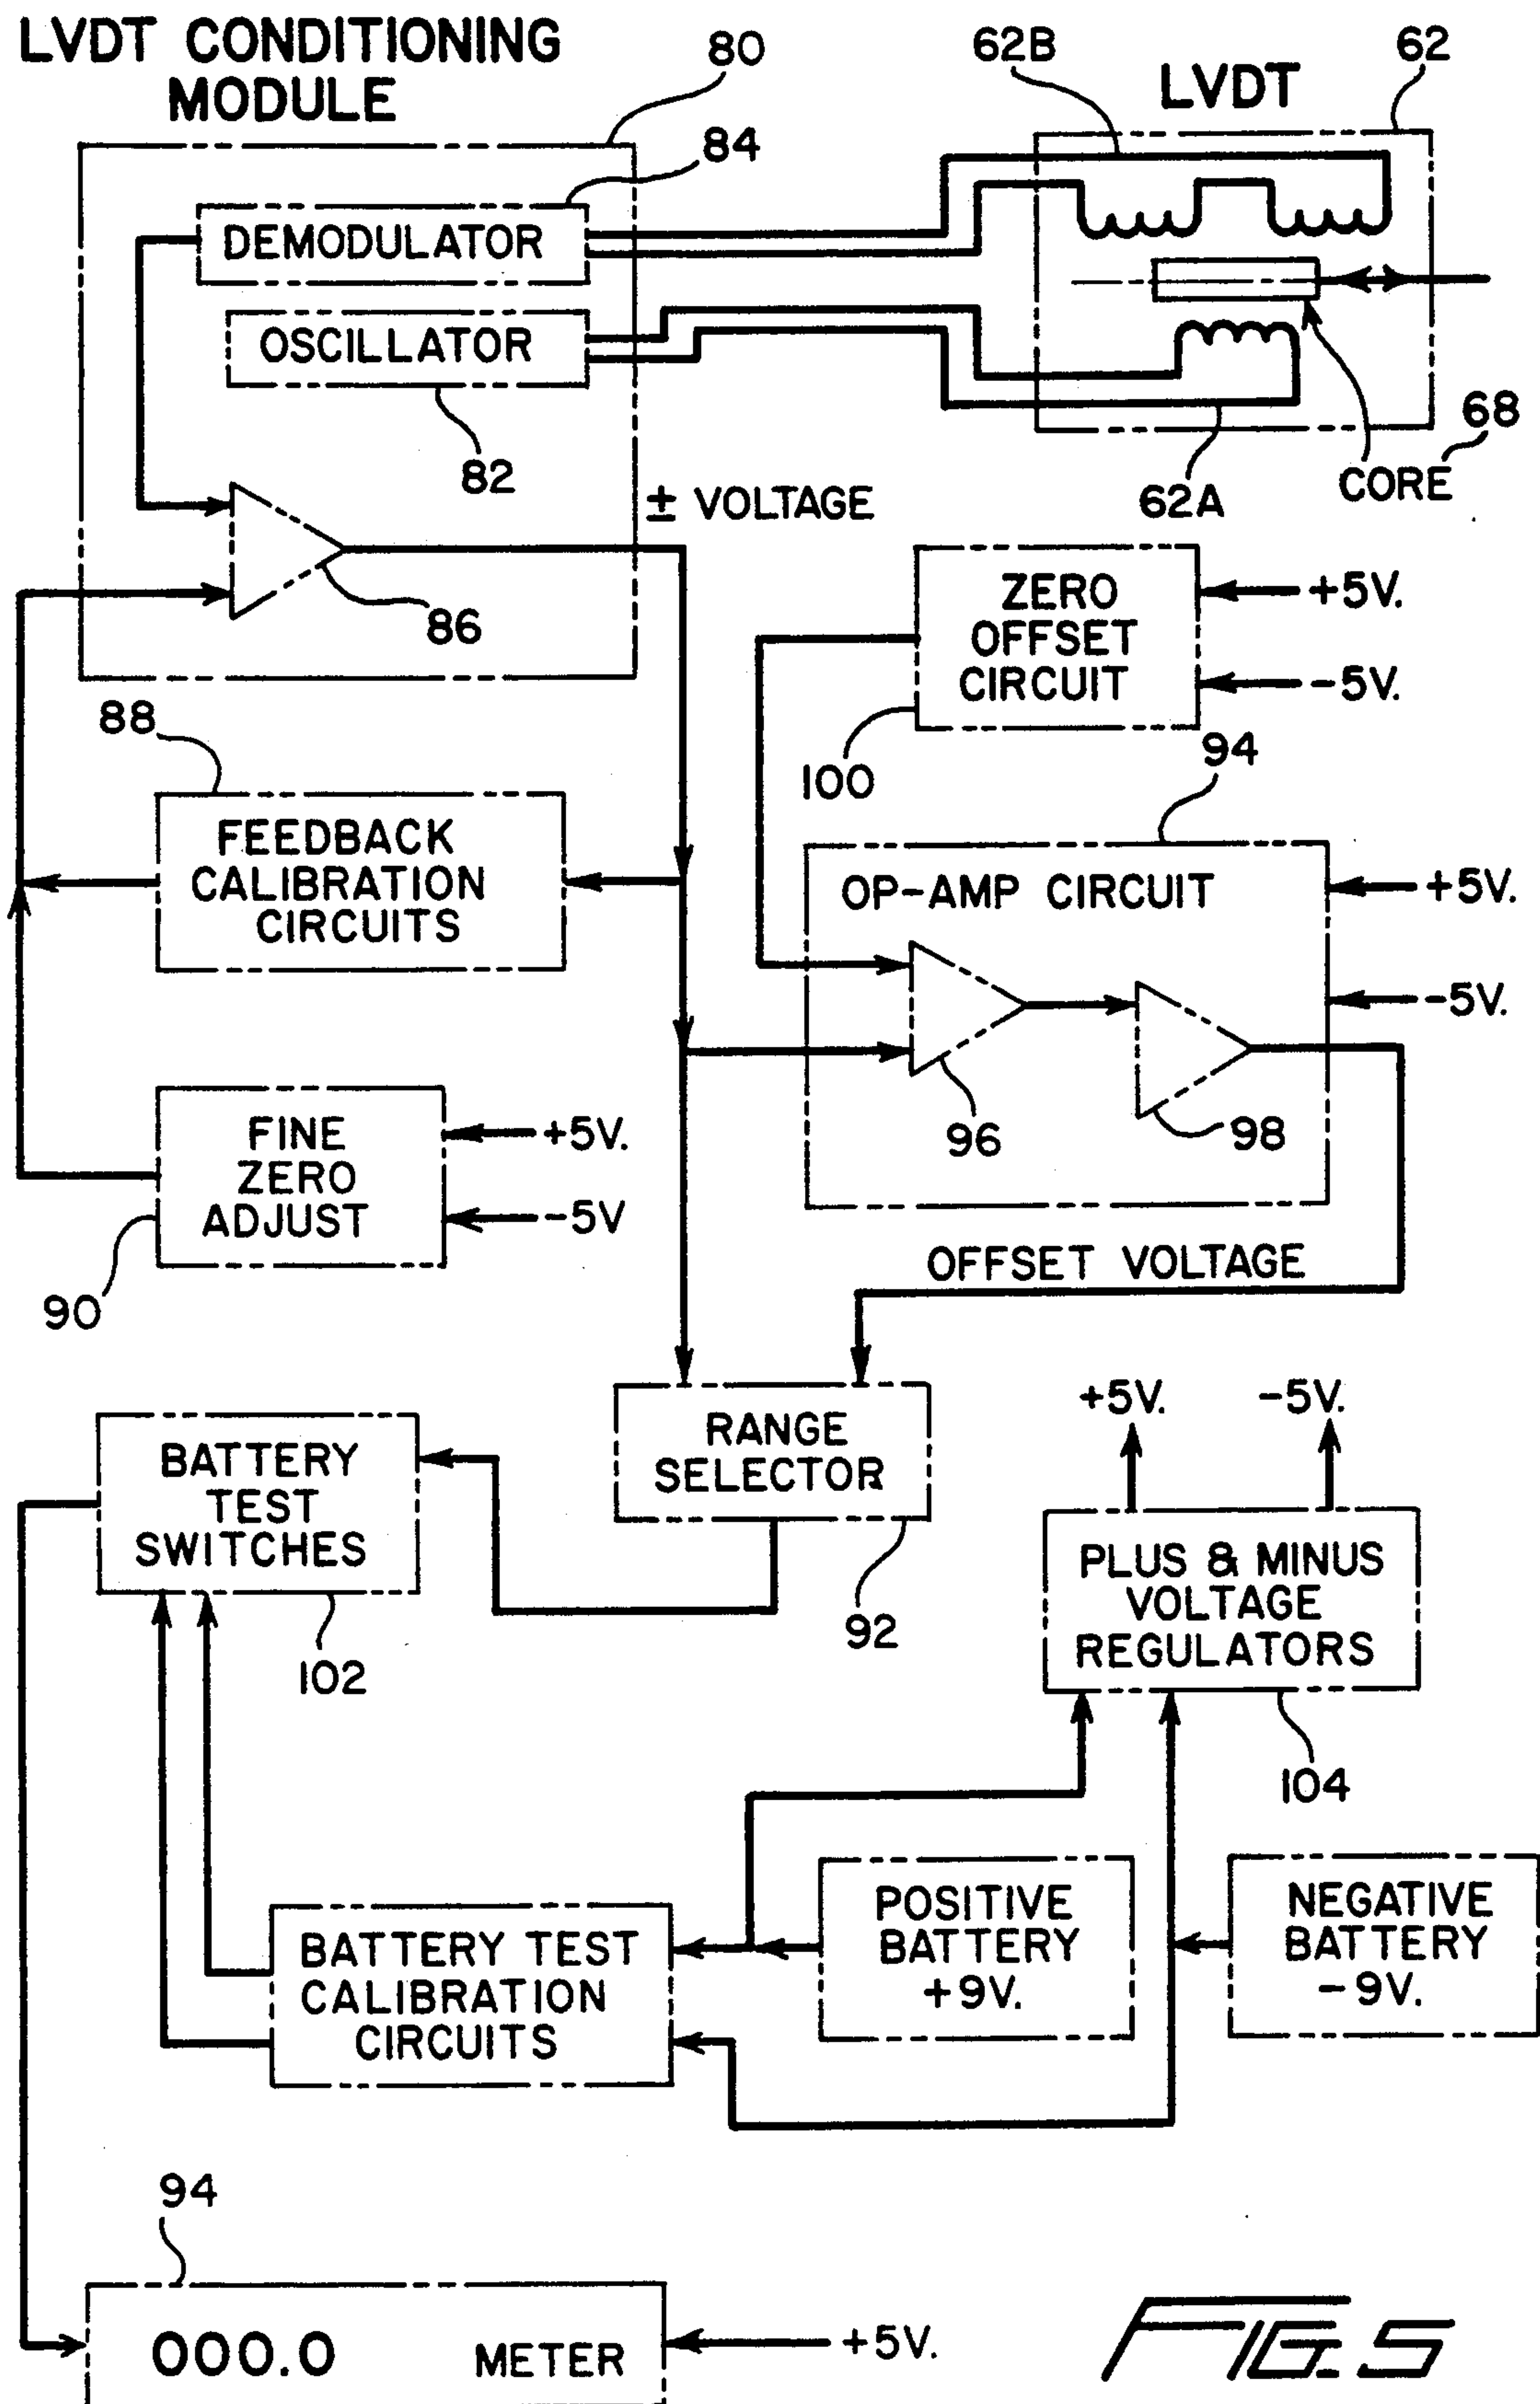 LVDT CONDITIONING
MODULE
80
62B
62
LVDT
84
DEMODULATOR
OSCILLATOR
82
68
CORE
62A
± VOLTAGE
86
ZERO
OFFSET
CIRCUIT
+5V.
-5V.
100
88
FEEDBACK
CALIBRATION
CIRCUITS
94
OP-AMP CIRCUIT
+5V.
-5V.
96
98
FINE
ZERO
ADJUST
+5V.
-5V
90
OFFSET VOLTAGE
RANGE
SELECTOR
92
BATTERY
TEST
SWITCHES
102
+5V.
-5V.
PLUS & MINUS
VOLTAGE
REGULATORS
104
POSITIVE
BATTERY
+9V.
NEGATIVE
BATTERY
-9V.
BATTERY TEST
CALIBRATION
CIRCUITS
94
000.0
METER
+5V.
FIG. 5